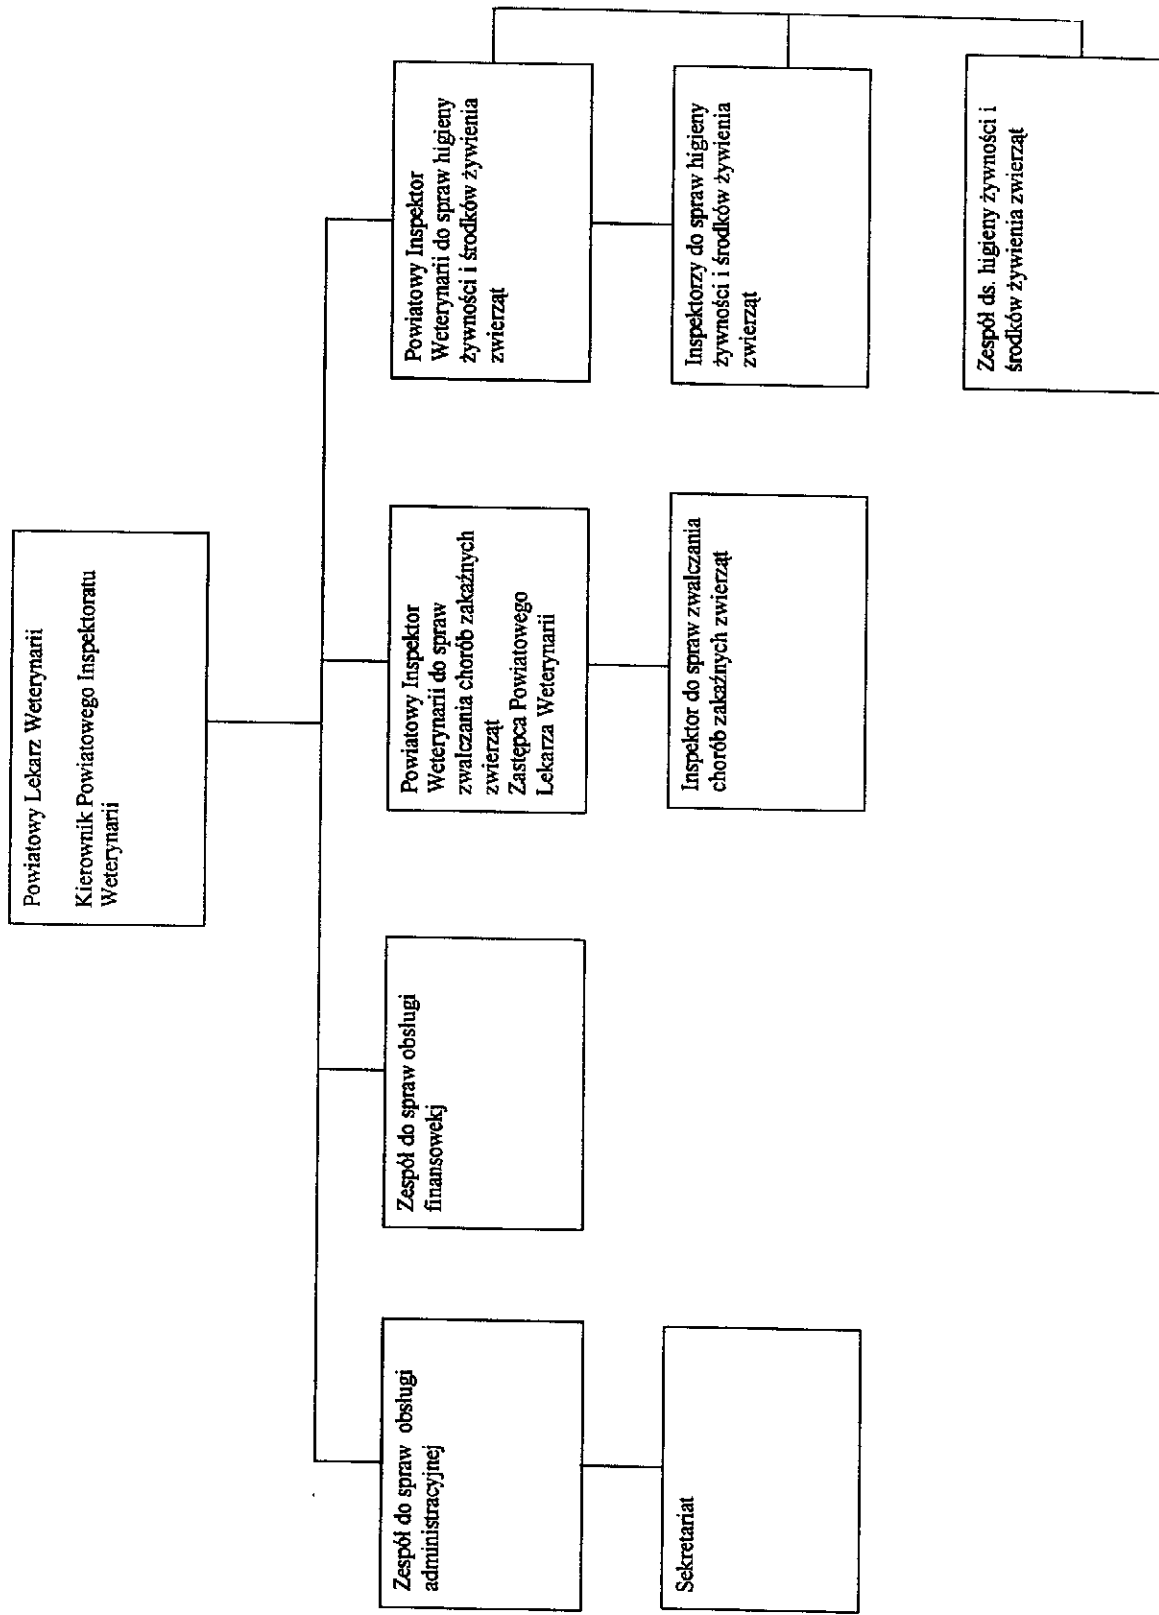 Powiatowy Lekarz Weterynarii
Kierownik Powiatowego Inspektoratu
Weterynarii
Zespół do spraw obsługi
administracyjnej
Zespół do spraw obsługi
finansowekj
Powiatowy Inspektor
Weterynarii do spraw
zwalczania chorób zakaźnych
zwierząt
Zastępca Powiatowego
Lekarza Weterynarii
Powiatowy Inspektor
Weterynarii do spraw higieny
żywności i środków żywienia
zwierząt
Sekretariat
Inspektor do spraw zwalczania
chorób zakaźnych zwierząt
Inspektorzy do spraw higieny
żywności i środków żywienia
zwierząt
Zespół ds. higieny żywności i
środków żywienia zwierząt